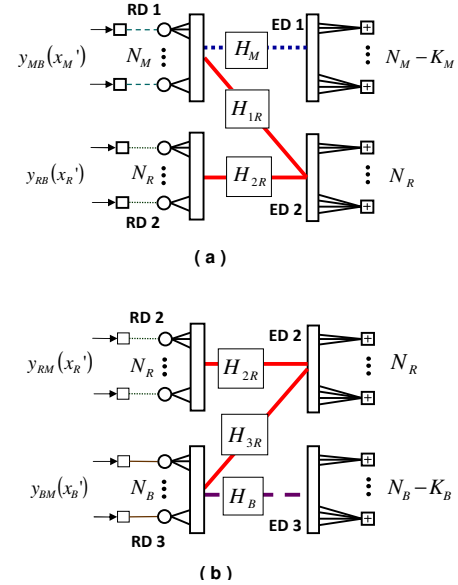 RD 1 ED 1
y_{MB}(x_M') N_M H_M N_M − K_M
H_{1R}
y_{RB}(x_R') N_R H_{2R} N_R
RD 2 ED 2
( a )
RD 2 ED 2
y_{RM}(x_R') N_R H_{2R} N_R
H_{3R}
y_{BM}(x_B') N_B H_B N_B − K_B
RD 3 ED 3
( b )